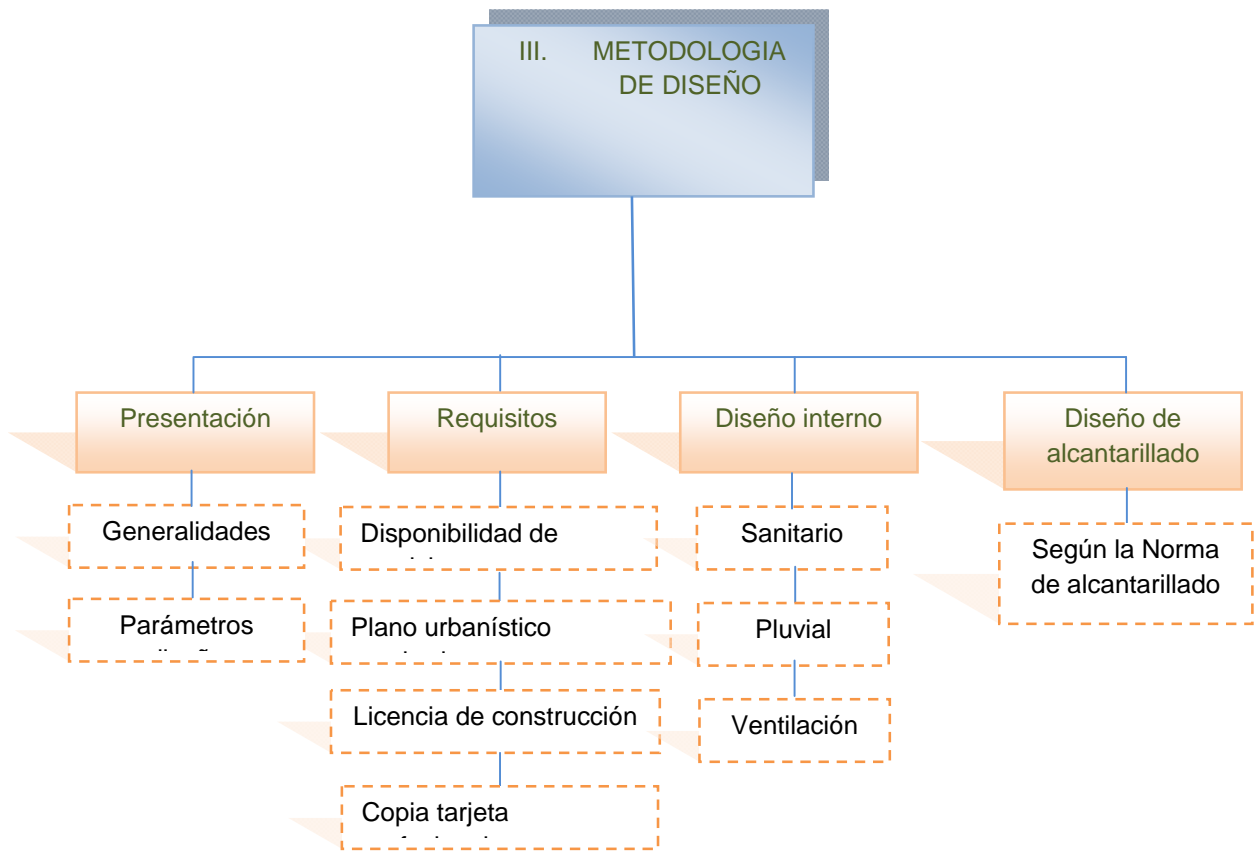 III. METODOLOGIA
DE DISEÑO
Presentación
Requisitos
Diseño interno
Diseño de
alcantarillado
Generalidades
Disponibilidad de
Sanitario
Según la Norma
de alcantarillado
Parámetros
Plano urbanístico
Pluvial
Licencia de construcción
Ventilación
Copia tarjeta